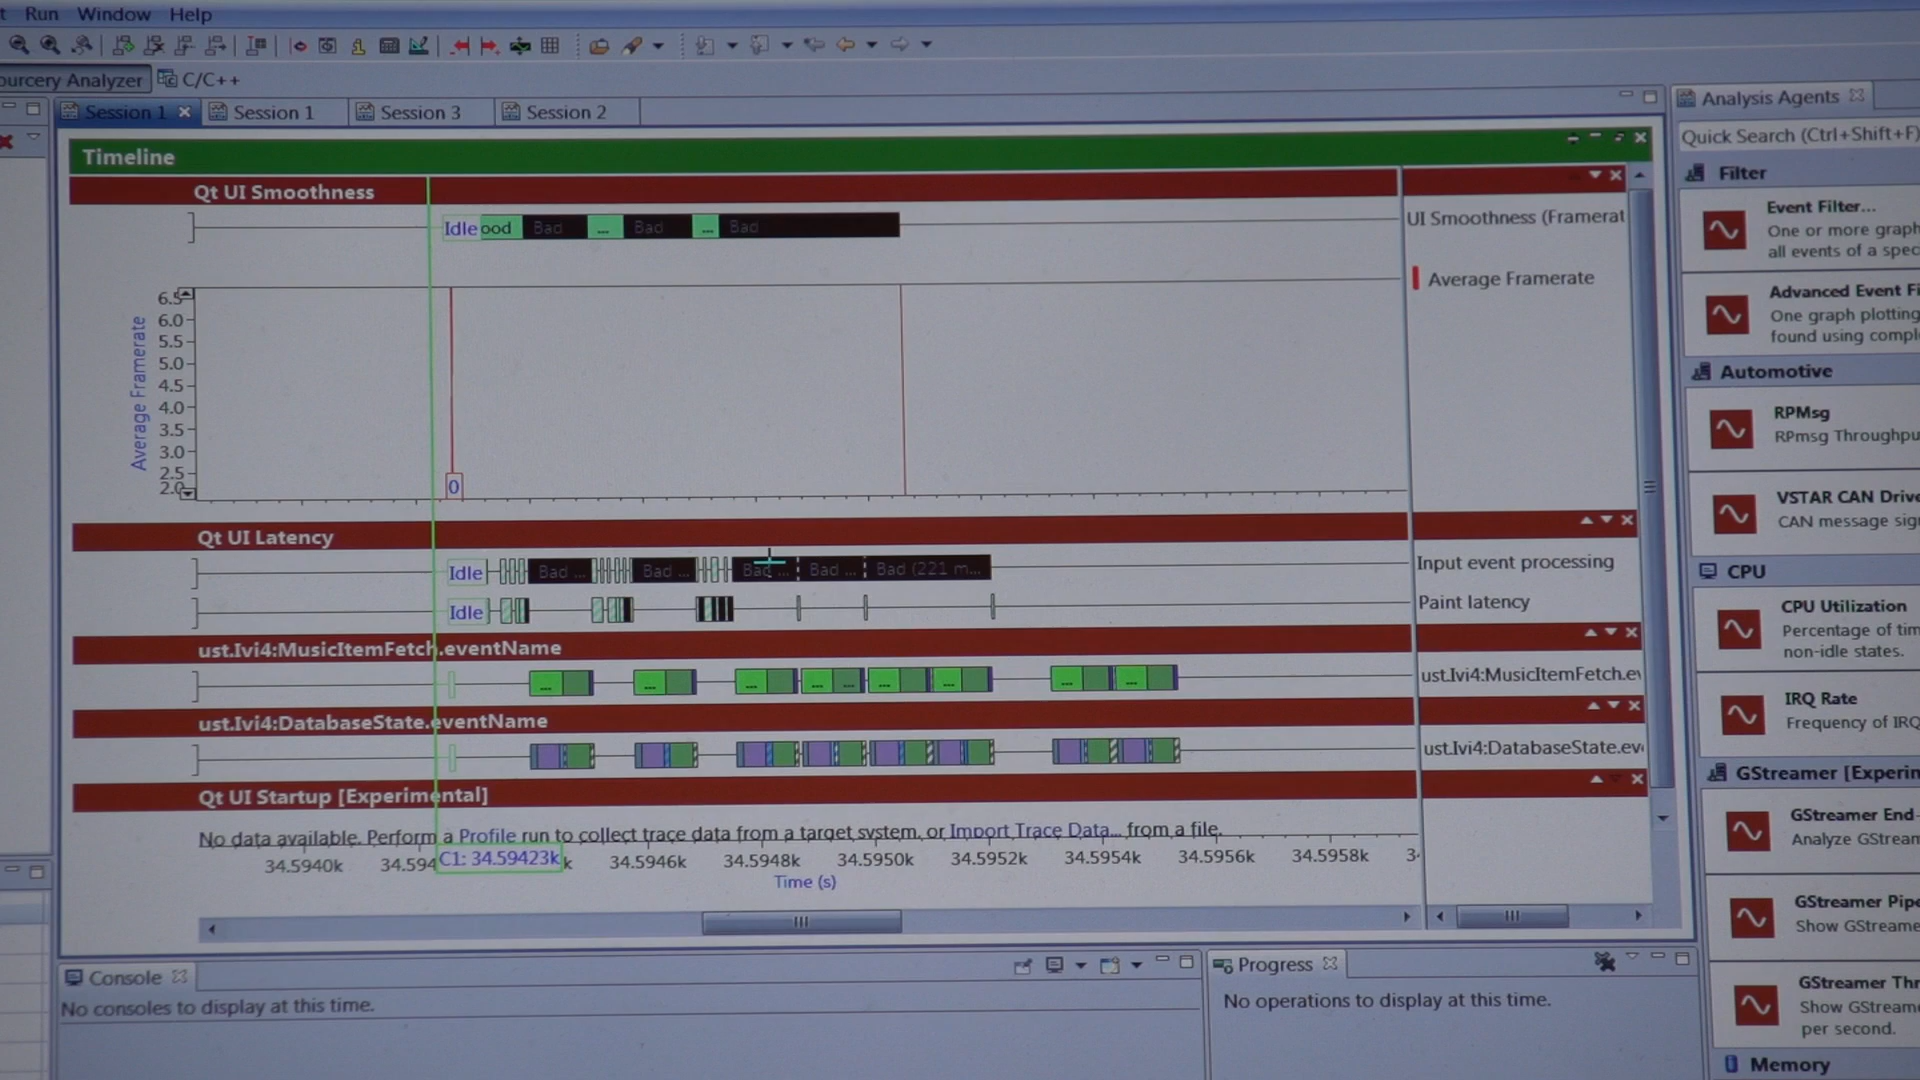 Run Window Help
ourcery Analyzer C/C++
Session 1 Session 1 Session 3 Session 2
Timeline
Qt UI Smoothness
Idle ood Bad ... Bad ... Bad
UI Smoothness (Framerat
Average Framerate
Average Framerate
6.5
6.0
5.5
5.0
4.5
4.0
3.5
3.0
2.5
2.0
0
Qt UI Latency
Idle Bad ... Bad ... Bad ... Bad ... Bad (221 m...
Input event processing
Idle
Paint latency
ust.Ivi4:MusicItemFetch.eventName
... ... ... ... ... ... ... ... ...
ust.Ivi4:MusicItemFetch.ev
ust.Ivi4:DatabaseState.eventName
ust.Ivi4:DatabaseState.eve
Qt UI Startup [Experimental]
No data available. Perform a Profile run to collect trace data from a target system, or Import Trace Data... from a file.
34.5940k 34.594 C1: 34.59423k k 34.5946k 34.5948k 34.5950k 34.5952k 34.5954k 34.5956k 34.5958k 3
Time (s)
Console
No consoles to display at this time.
Progress
No operations to display at this time.
Analysis Agents
Quick Search (Ctrl+Shift+F)
Filter
Event Filter...
One or more graph
all events of a spec
Advanced Event Fi
One graph plotting
found using compl
Automotive
RPMsg
RPmsg Throughpu
VSTAR CAN Drive
CAN message sig
CPU
CPU Utilization
Percentage of tim
non-idle states.
IRQ Rate
Frequency of IRQ
GStreamer [Experim
GStreamer End-
Analyze GStream
GStreamer Pipe
Show GStreame
GStreamer Thr
Show GStream
per second.
Memory